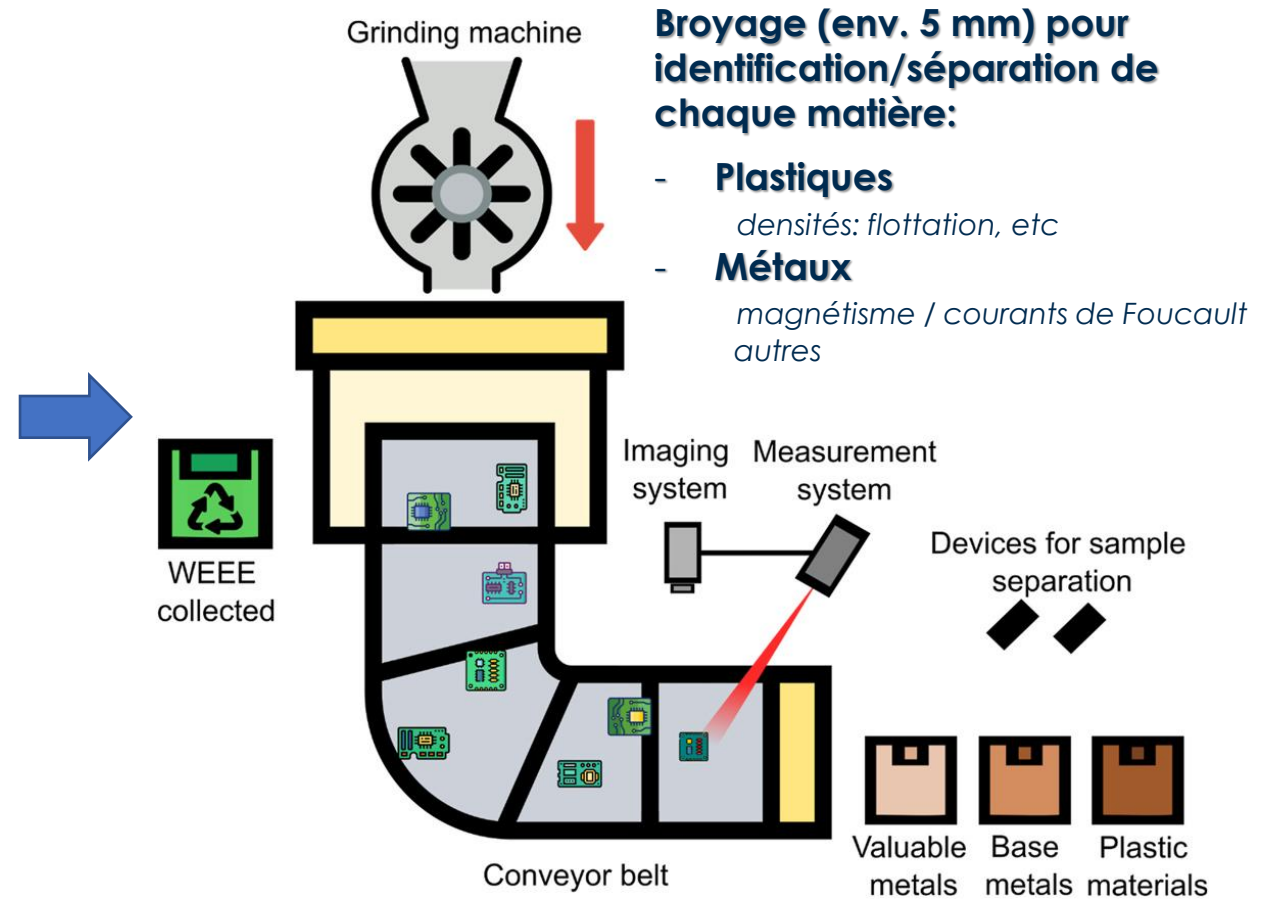 Grinding machine
Broyage (env. 5 mm) pour
identification/séparation de
chaque matière:
- Plastiques
densités: flottation, etc
- Métaux
magnétisme / courants de Foucault
autres
Imaging
system
Measurement
system
Devices for sample
separation
WEEE
collected
Conveyor belt
Valuable
metals
Base
metals
Plastic
materials